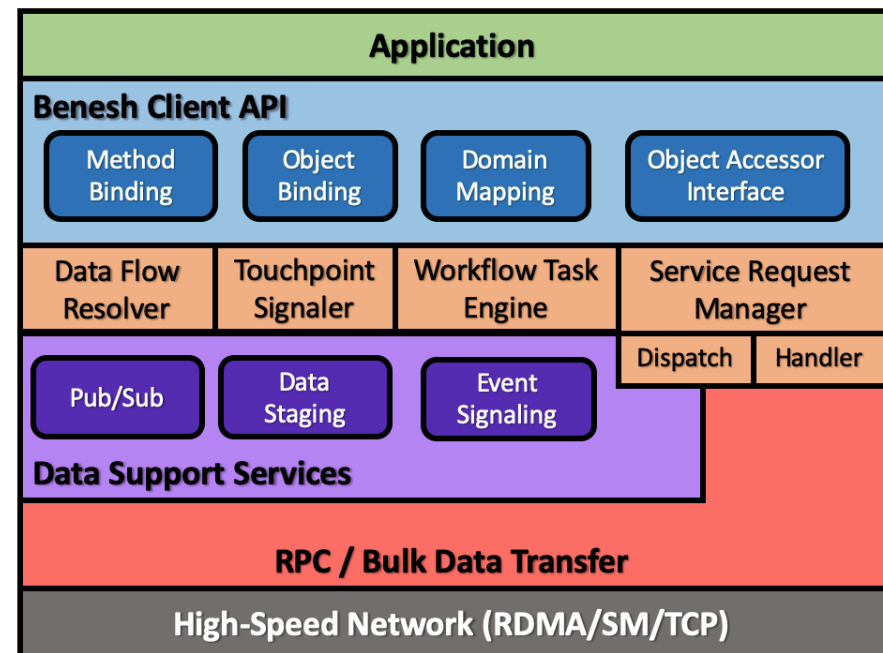 Application
Benesh Client API
Method
Binding
Object
Binding
Domain
Mapping
Object Accessor
Interface
Data Flow
Resolver
Touchpoint
Signaler
Workflow Task
Engine
Service Request
Manager
Dispatch
Handler
Pub/Sub
Data
Staging
Event
Signaling
Data Support Services
RPC / Bulk Data Transfer
High-Speed Network (RDMA/SM/TCP)